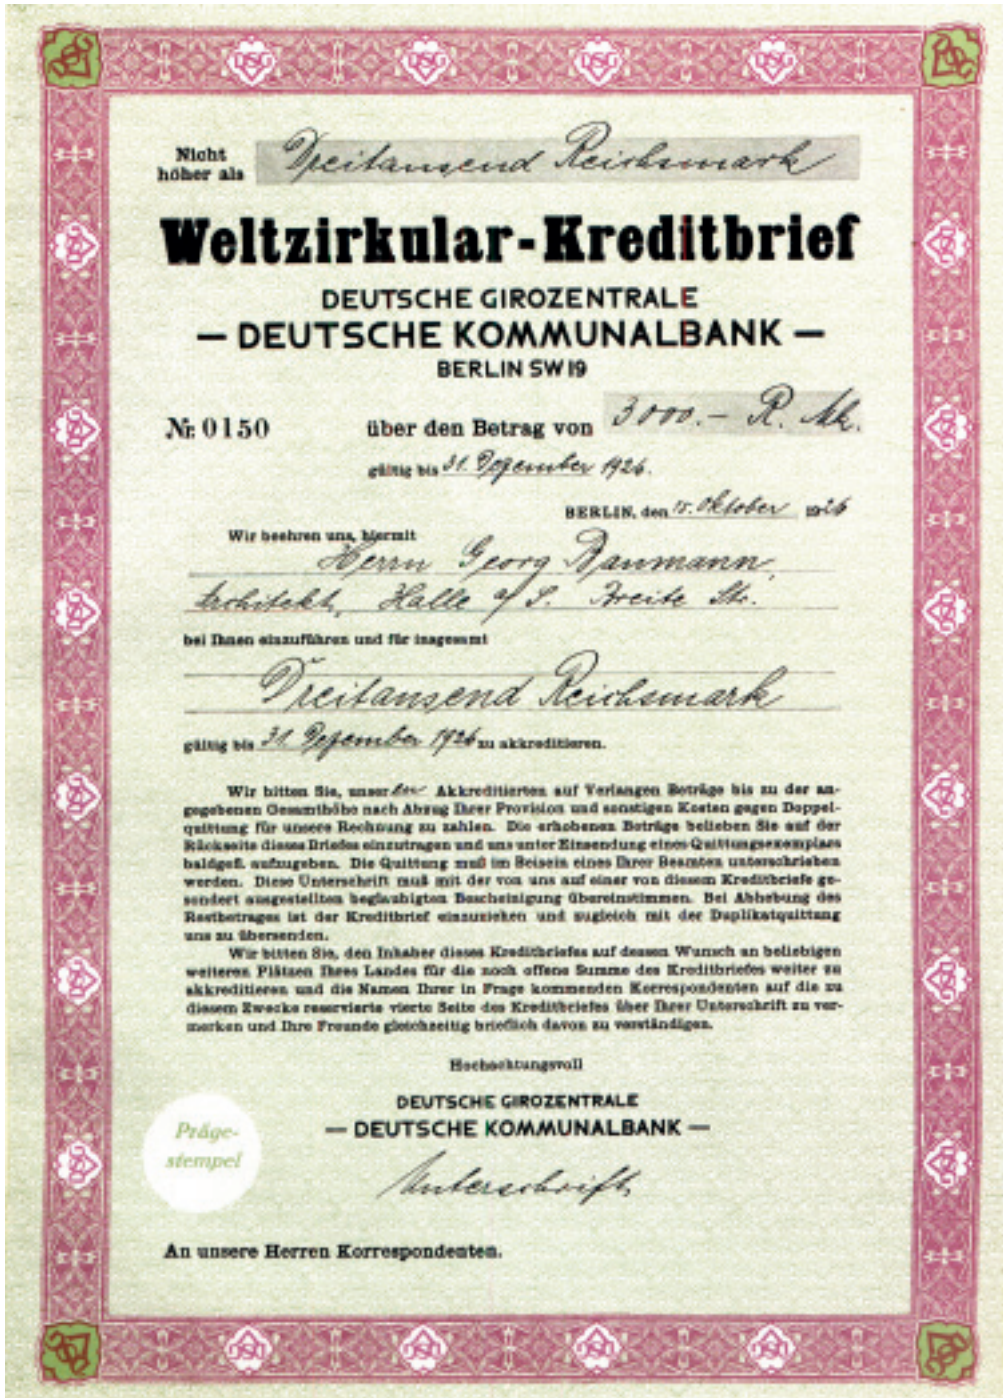 Nicht
höher als Dreitausend Reichsmark
Weltzirkular-Kreditbrief
DEUTSCHE GIROZENTRALE
— DEUTSCHE KOMMUNALBANK —
BERLIN SW 19
Nr. 0150 über den Betrag von 3000.- R. Mk.
gültig bis 31. Dezember 1926.
BERLIN, den 15. Oktober 1926
Wir beehren uns, hiermit
Herrn Georg Baumann,
Architekt, Halle a/S. Breite Str.
bei Ihnen einzuführen und für insgesamt
Dreitausend Reichsmark
gültig bis 31. Dezember 1926 zu akkreditieren.
Wir bitten Sie, unserden Akkreditierten auf Verlangen Beträge bis zu der an-
gegebenen Gesamthöhe nach Abzug Ihrer Provision und sonstigen Kosten gegen Doppel-
quittung für unsere Rechnung zu zahlen. Die erhobenen Beträge belieben Sie auf der
Rückseite dieses Briefes einzutragen und uns unter Einsendung eines Quittungsexemplars
baldgefl. aufzugeben. Die Quittung muß im Beisein eines Ihrer Beamten unterschrieben
werden. Diese Unterschrift muß mit der von uns auf einer von diesem Kreditbriefe ge-
sondert ausgestellten beglaubigten Bescheinigung übereinstimmen. Bei Abhebung des
Restbetrages ist der Kreditbrief einzuziehen und zugleich mit der Duplikatquittung
uns zu übersenden.
Wir bitten Sie, den Inhaber dieses Kreditbriefes auf dessen Wunsch an beliebigen
weiteren Plätzen Ihres Landes für die noch offene Summe des Kreditbriefes weiter zu
akkreditieren und die Namen Ihrer in Frage kommenden Korrespondenten auf die zu
diesem Zwecke reservierte vierte Seite des Kreditbriefes über Ihrer Unterschrift zu ver-
merken und Ihre Freunde gleichzeitig brieflich davon zu verständigen.
Hochachtungsvoll
DEUTSCHE GIROZENTRALE
— DEUTSCHE KOMMUNALBANK —
Präge-
stempel
Unterschrift
An unsere Herren Korrespondenten.